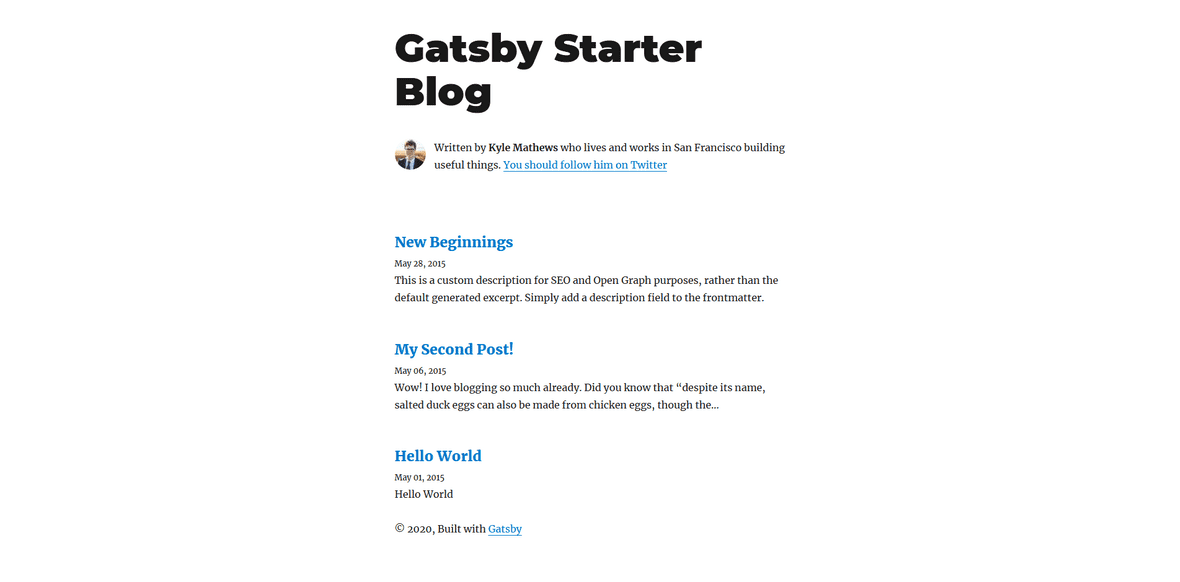 Gatsby Starter
Blog
Written by Kyle Mathews who lives and works in San Francisco building
useful things. You should follow him on Twitter
New Beginnings
May 28, 2015
This is a custom description for SEO and Open Graph purposes, rather than the
default generated excerpt. Simply add a description field to the frontmatter.
My Second Post!
May 06, 2015
Wow! I love blogging so much already. Did you know that “despite its name,
salted duck eggs can also be made from chicken eggs, though the…
Hello World
May 01, 2015
Hello World
© 2020, Built with Gatsby